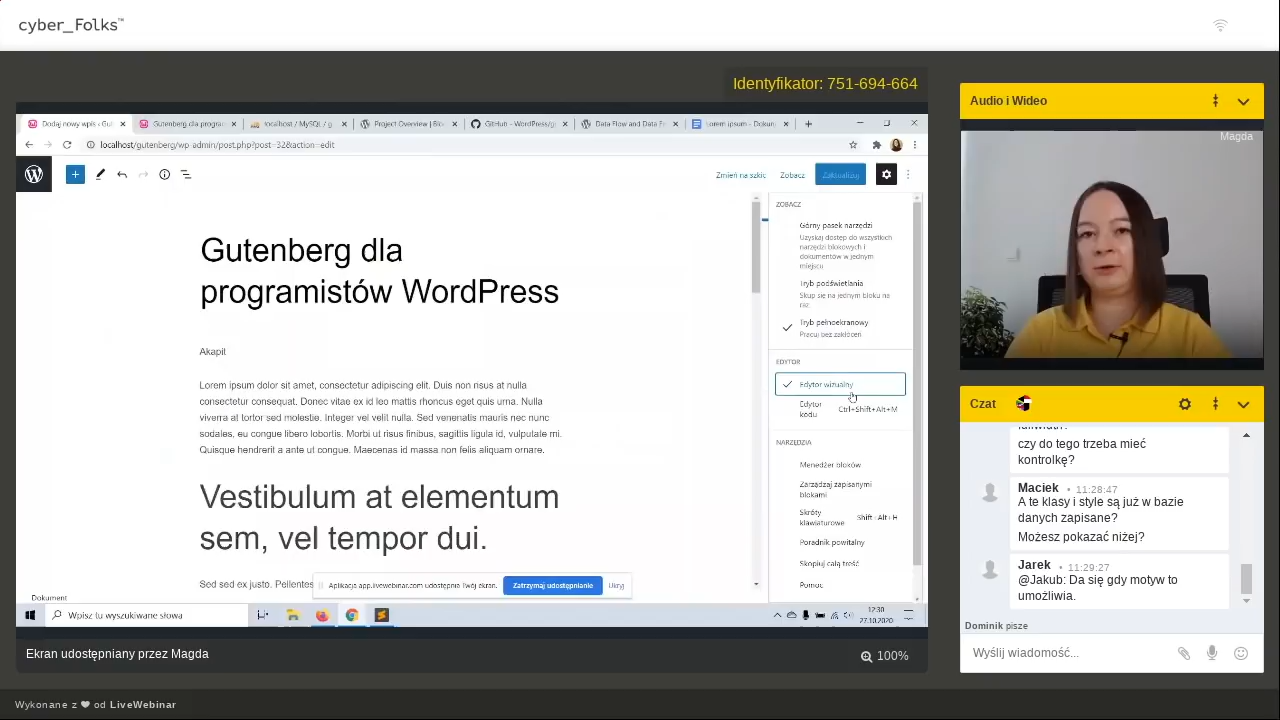 cyber_Folks™
Identyfikator: 751-694-664
Dodaj nowy wpis ‹ Gut
Gutenberg dla progra
localhost / MySQL / g
Project Overview | Blo
GitHub - WordPress/g
Data Flow and Data E
Lorem ipsum - Dokun
localhost/gutenberg/wp-admin/post.php?post=32&action=edit
Zmień na szkic
Zobacz
Zaktualizuj
Gutenberg dla
programistów WordPress
Akapit
Lorem ipsum dolor sit amet, consectetur adipiscing elit. Duis non risus at nulla
consectetur consequat. Donec vitae ex id leo mattis rhoncus eget quis urna. Nulla
viverra at tortor sed molestie. Integer vel velit nulla. Sed venenatis mauris nec nunc
sodales, eu congue libero lobortis. Morbi ut risus finibus, sagittis ligula id, vulputate mi.
Quisque hendrerit a ante ut congue. Maecenas id massa non felis aliquam ornare.
Vestibulum at elementum
sem, vel tempor dui.
Sed sed ex justo. Pellentes
Dokument
ZOBACZ
Górny pasek narzędzi
Uzyskaj dostęp do wszystkich
narzędzi blokowych i
dokumentów w jednym
miejscu
Tryb podświetlania
Skup się na jednym bloku na
raz
Tryb pełnoekranowy
Pracuj bez zakłóceń
EDYTOR
Edytor wizualny
Edytor
kodu
Ctrl+Shift+Alt+M
NARZĘDZIA
Menedżer bloków
Zarządzaj zapisanymi
blokami
Skróty
klawiaturowe
Shift+Alt+H
Poradnik powitalny
Skopiuj całą treść
Pomoc
Aplikacja app.livewebinar.com udostępnia Twój ekran.
Zatrzymaj udostępnianie
Ukryj
Wpisz tu wyszukiwane słowa
12:30
27.10.2020
Ekran udostępniany przez Magda
100%
Audio i Wideo
Magda
Czat
czy do tego trzeba mieć
kontrolkę?
Maciek • 11:28:47
A te klasy i style są już w bazie
danych zapisane?
Możesz pokazać niżej?
Jarek • 11:29:27
@Jakub: Da się gdy motyw to
umożliwia.
Dominik pisze
Wyślij wiadomość...
Wykonane z ❤ od LiveWebinar